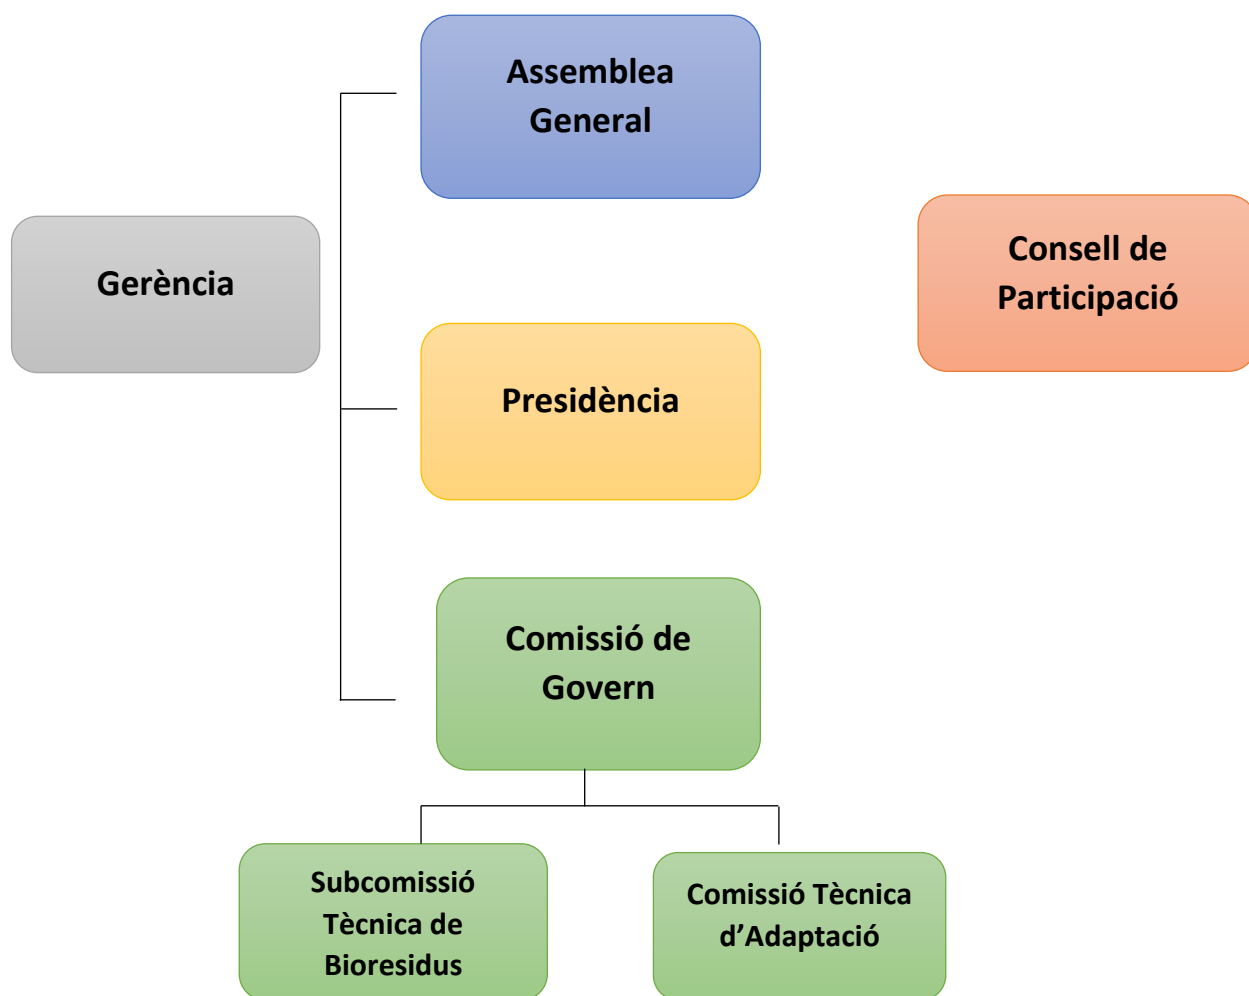 Assemblea
General
Gerència
Consell de
Participació
Presidència
Comissió de
Govern
Subcomissió
Tècnica de
Bioresidus
Comissió Tècnica
d’Adaptació